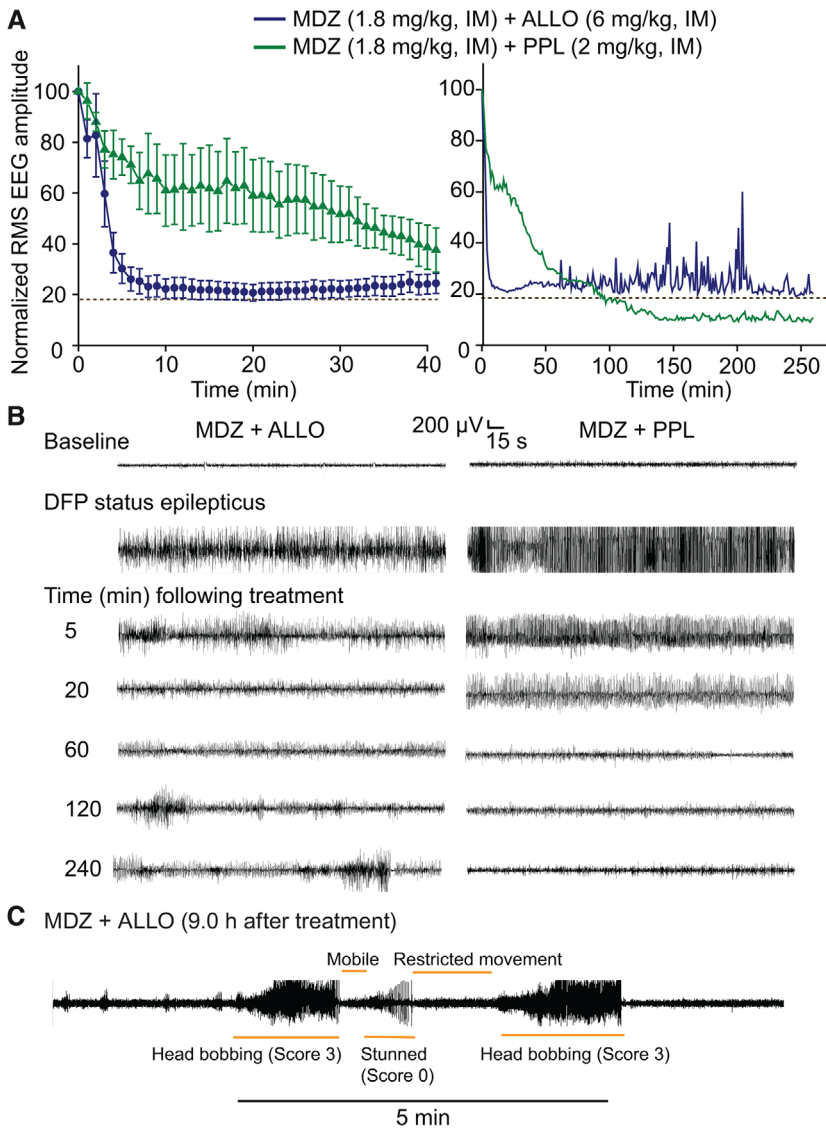 A
MDZ (1.8 mg/kg, IM) + ALLO (6 mg/kg, IM)
MDZ (1.8 mg/kg, IM) + PPL (2 mg/kg, IM)
Normalized RMS EEG amplitude
100
80
60
40
20
0
0 10 20 30 40
Time (min)
100
80
60
40
20
0
0 50 100 150 200 250
Time (min)
B
Baseline
MDZ + ALLO
200 µV
15 s
MDZ + PPL
DFP status epilepticus
Time (min) following treatment
5
20
60
120
240
C
MDZ + ALLO (9.0 h after treatment)
Mobile Restricted movement
Head bobbing (Score 3)
Stunned
(Score 0)
Head bobbing (Score 3)
5 min